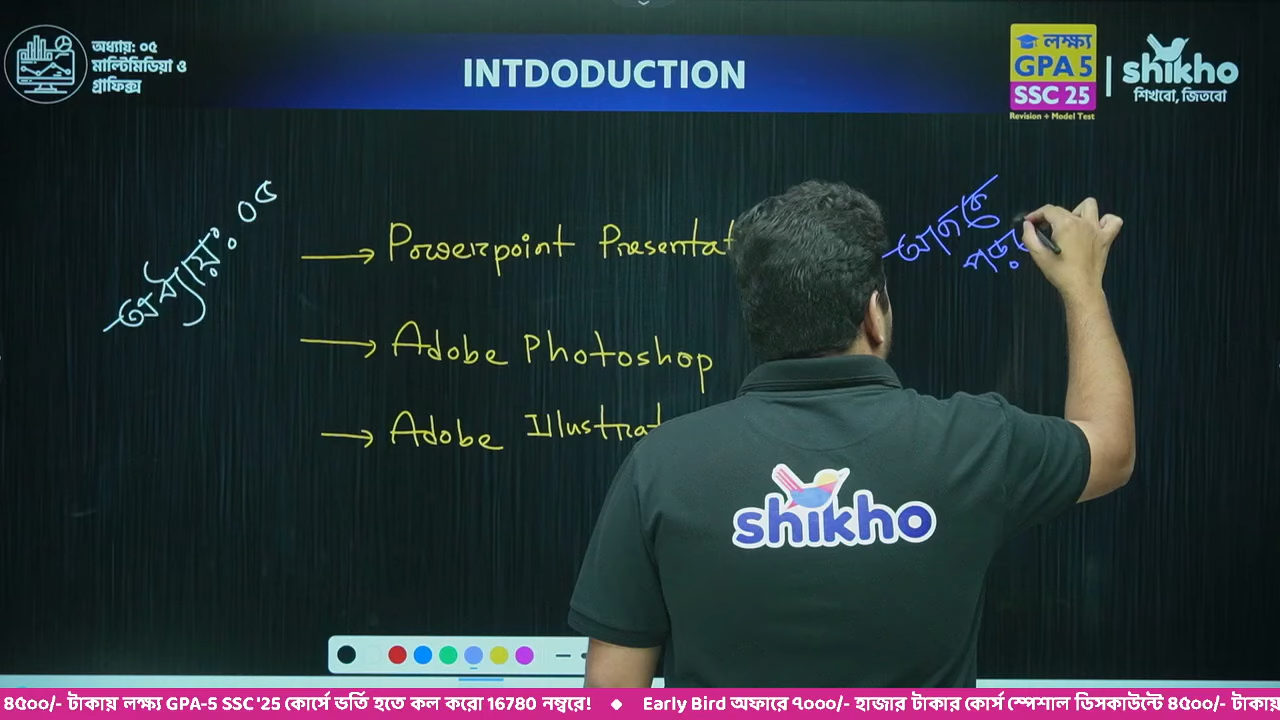 অধ্যায়: ০৫
মাল্টিমিডিয়া ও
গ্রাফিক্স
INTDODUCTION
লক্ষ্য
GPA 5
SSC 25
Revision + Model Test
shikho
শিখবো, জিতবো
অধ্যায়: ০৫
Powerpoint Presentat
আজকে
Adobe Photoshop
Adobe Illustrat
shikho
৪৫০০/- টাকায় লক্ষ্য GPA-5 SSC '25 কোর্সে ভর্তি হতে কল করো 16780 নম্বরে! ◆ Early Bird অফারে ৭০০০/- হাজার টাকার কোর্স স্পেশাল ডিসকাউন্টে ৪৫০০/- টাকায়